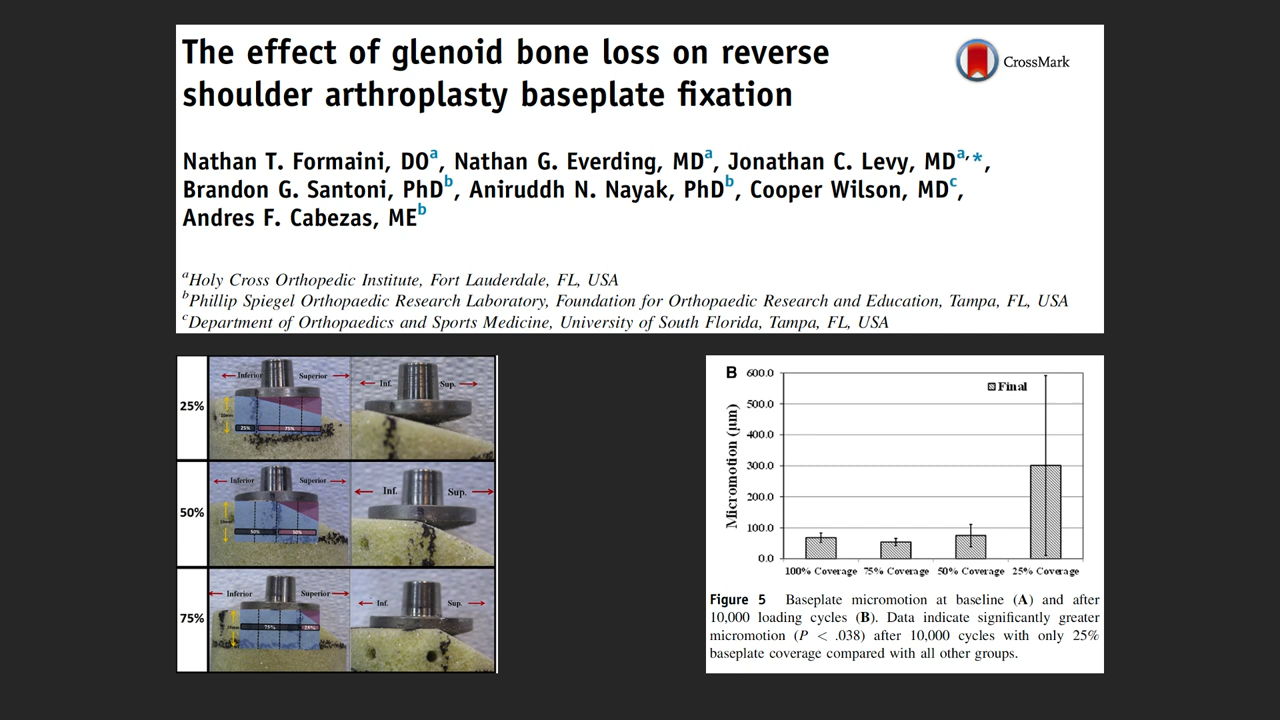 The effect of glenoid bone loss on reverse
shoulder arthroplasty baseplate fixation
CrossMark
Nathan T. Formaini, DOa, Nathan G. Everding, MDa, Jonathan C. Levy, MDa,*,
Brandon G. Santoni, PhDb, Aniruddh N. Nayak, PhDb, Cooper Wilson, MDc,
Andres F. Cabezas, MEb
aHoly Cross Orthopedic Institute, Fort Lauderdale, FL, USA
bPhillip Spiegel Orthopaedic Research Laboratory, Foundation for Orthopaedic Research and Education, Tampa, FL, USA
cDepartment of Orthopaedics and Sports Medicine, University of South Florida, Tampa, FL, USA
25%
Inferior Superior
25% 75%
Inf. Sup.
50%
Inferior Superior
50% 50%
Inf. Sup.
75%
Inferior Superior
75% 25%
Inf. Sup.
B
Micromotion (µm)
600.0
500.0
400.0
300.0
200.0
100.0
0.0
Final
100% Coverage 75% Coverage 50% Coverage 25% Coverage
Figure 5 Baseplate micromotion at baseline (A) and after
10,000 loading cycles (B). Data indicate significantly greater
micromotion (P < .038) after 10,000 cycles with only 25%
baseplate coverage compared with all other groups.